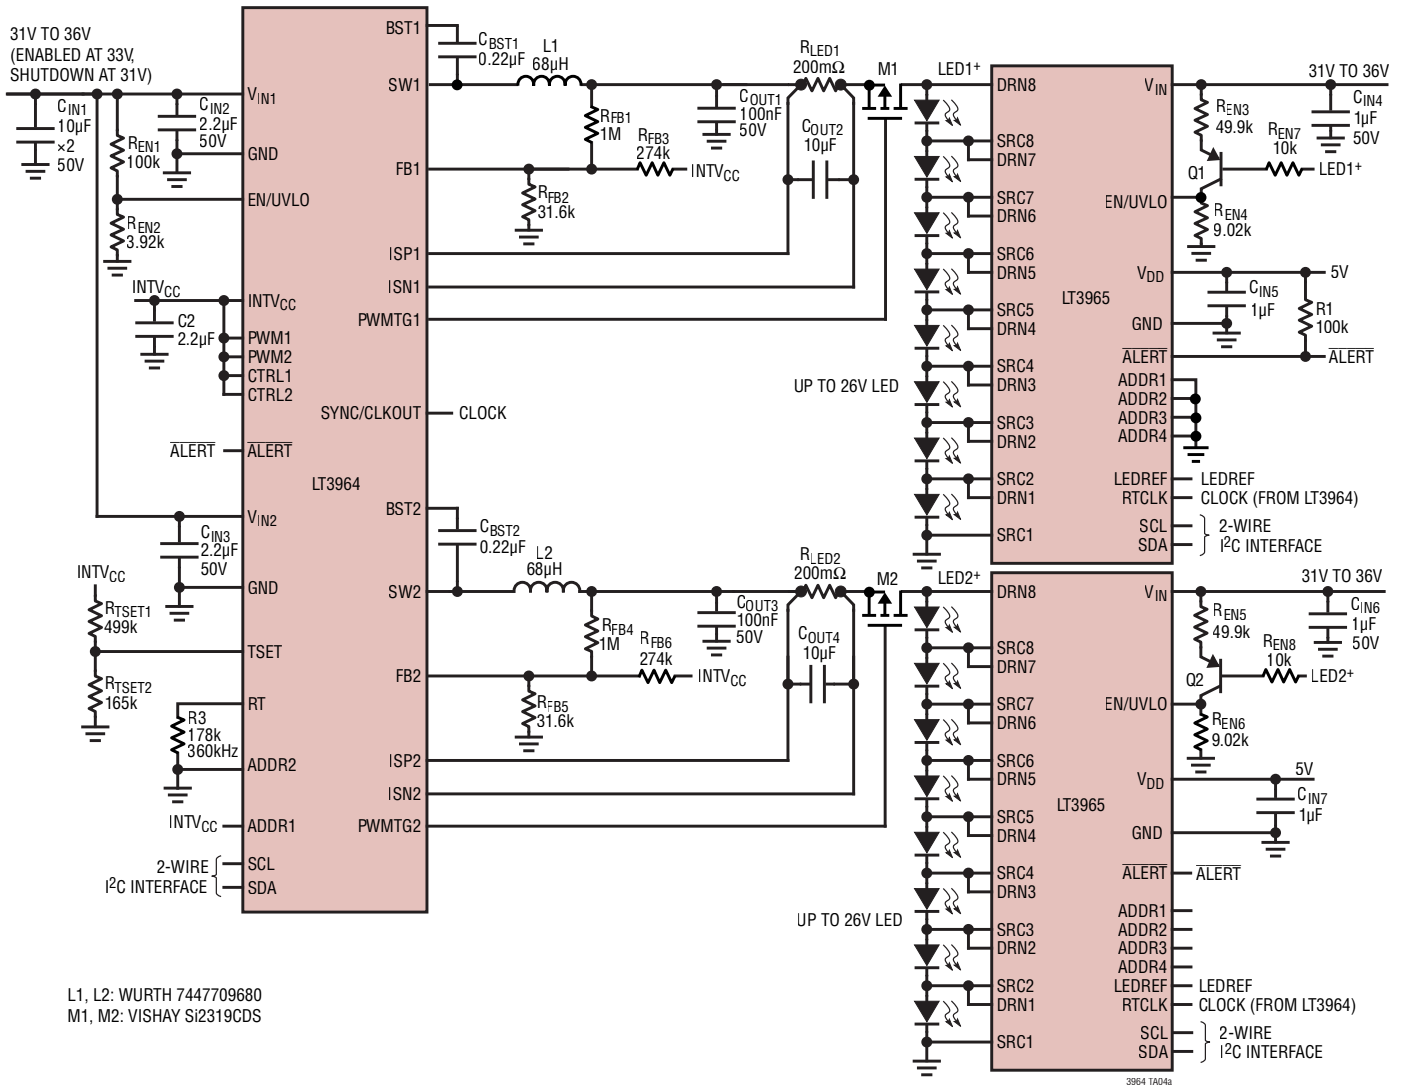 31V TO 36V
(ENABLED AT 33V,
SHUTDOWN AT 31V)
CIN1
10µF
×2
50V
REN1
100k
CIN2
2.2µF
50V
REN2
3.92k
INTVCC
C2
2.2µF
ALERT
CIN3
2.2µF
50V
INTVCC
RTSET1
499k
RTSET2
165k
R3
178k
360kHz
INTVCC
2-WIRE
I2C INTERFACE
VIN1
GND
EN/UVLO
INTVCC
PWM1
PWM2
CTRL1
CTRL2
ALERT
LT3964
VIN2
GND
TSET
RT
ADDR2
ADDR1
SCL
SDA
BST1
SW1
FB1
ISP1
ISN1
PWMTG1
SYNC/CLKOUT
CLOCK
BST2
SW2
FB2
ISP2
ISN2
PWMTG2
CBST1
0.22µF
L1
68µH
RFB1
1M
RFB3
274k
INTVCC
RFB2
31.6k
COUT1
100nF
50V
RLED1
200mΩ
COUT2
10µF
M1
LED1+
UP TO 26V LED
CBST2
0.22µF
L2
68µH
RFB4
1M
RFB6
274k
INTVCC
RFB5
31.6k
COUT3
100nF
50V
RLED2
200mΩ
COUT4
10µF
M2
LED2+
UP TO 26V LED
DRN8
SRC8
DRN7
SRC7
DRN6
SRC6
DRN5
SRC5
DRN4
SRC4
DRN3
SRC3
DRN2
SRC2
DRN1
SRC1
LT3965
VIN
EN/UVLO
VDD
GND
ALERT
ADDR1
ADDR2
ADDR3
ADDR4
LEDREF
RTCLK
SCL
SDA
31V TO 36V
REN3
49.9k
CIN4
1µF
50V
REN7
10k
Q1
LED1+
REN4
9.02k
5V
CIN5
1µF
R1
100k
ALERT
LEDREF
CLOCK (FROM LT3964)
2-WIRE
I2C INTERFACE
DRN8
SRC8
DRN7
SRC7
DRN6
SRC6
DRN5
SRC5
DRN4
SRC4
DRN3
SRC3
DRN2
SRC2
DRN1
SRC1
LT3965
VIN
EN/UVLO
VDD
GND
ALERT
ADDR1
ADDR2
ADDR3
ADDR4
LEDREF
RTCLK
SCL
SDA
31V TO 36V
REN5
49.9k
CIN6
1µF
50V
REN8
10k
Q2
LED2+
REN6
9.02k
5V
CIN7
1µF
ALERT
LEDREF
CLOCK (FROM LT3964)
2-WIRE
I2C INTERFACE
L1, L2: WURTH 7447709680
M1, M2: VISHAY Si2319CDS
3964 TA04a